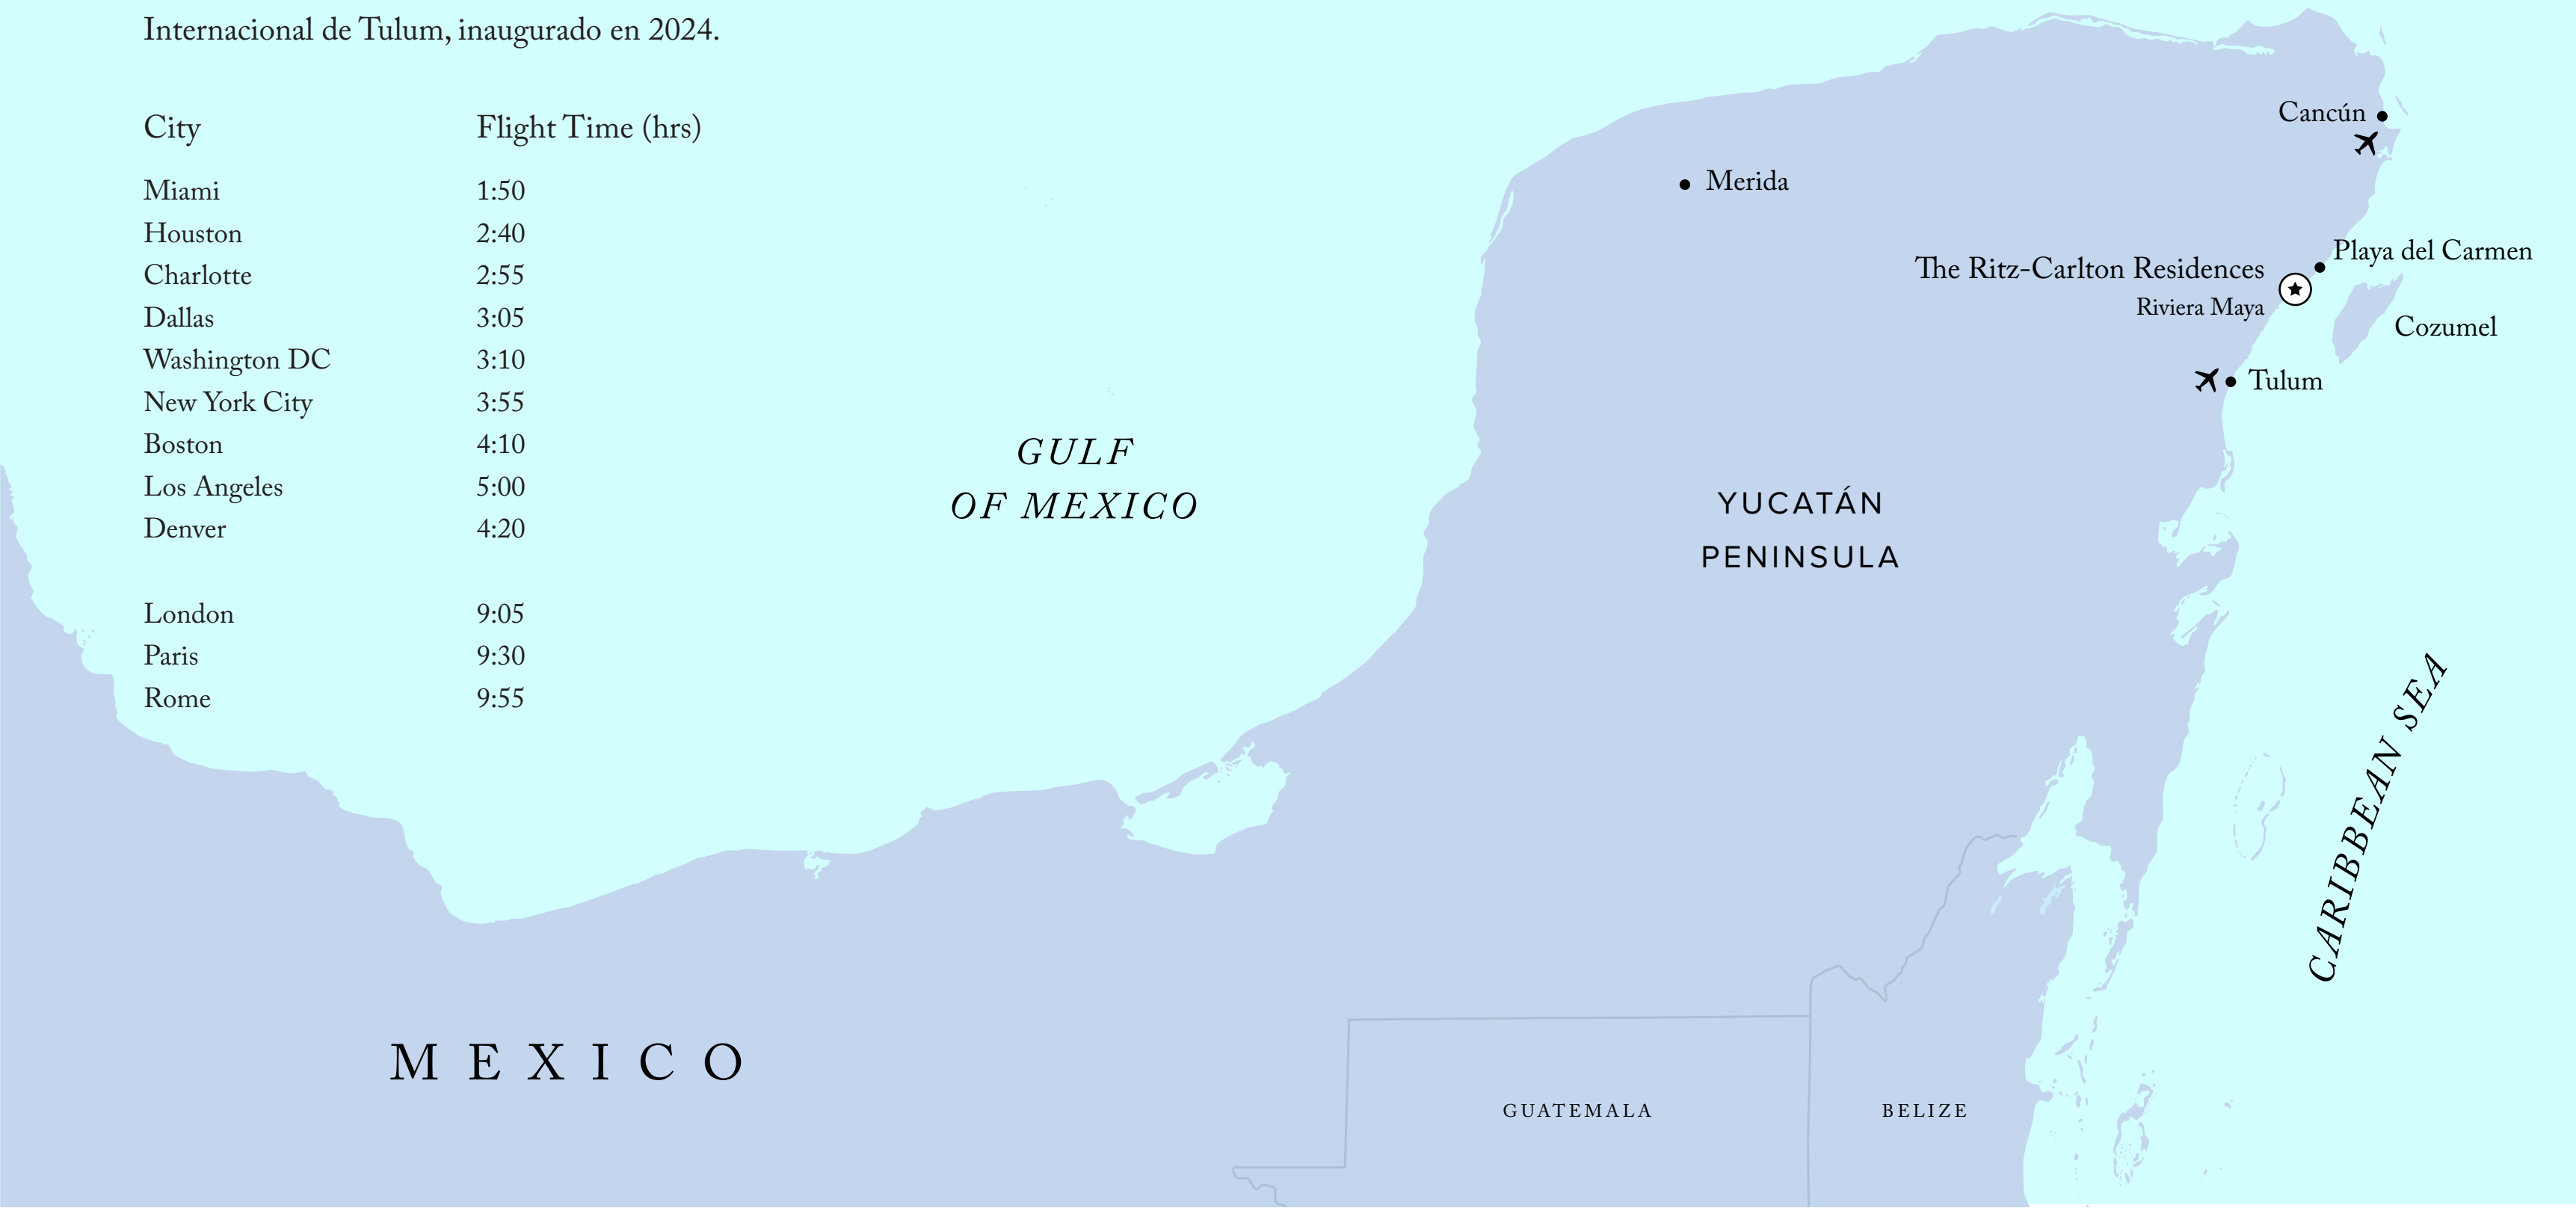 Internacional de Tulum, inaugurado en 2024.
City Flight Time (hrs)
Miami 1:50
Houston 2:40
Charlotte 2:55
Dallas 3:05
Washington DC 3:10
New York City 3:55
Boston 4:10
Los Angeles 5:00
Denver 4:20
London 9:05
Paris 9:30
Rome 9:55
GULF
OF MEXICO
MEXICO
Merida
YUCATÁN
PENINSULA
Cancún
Playa del Carmen
The Ritz-Carlton Residences
Riviera Maya
Cozumel
Tulum
CARIBBEAN SEA
GUATEMALA
BELIZE